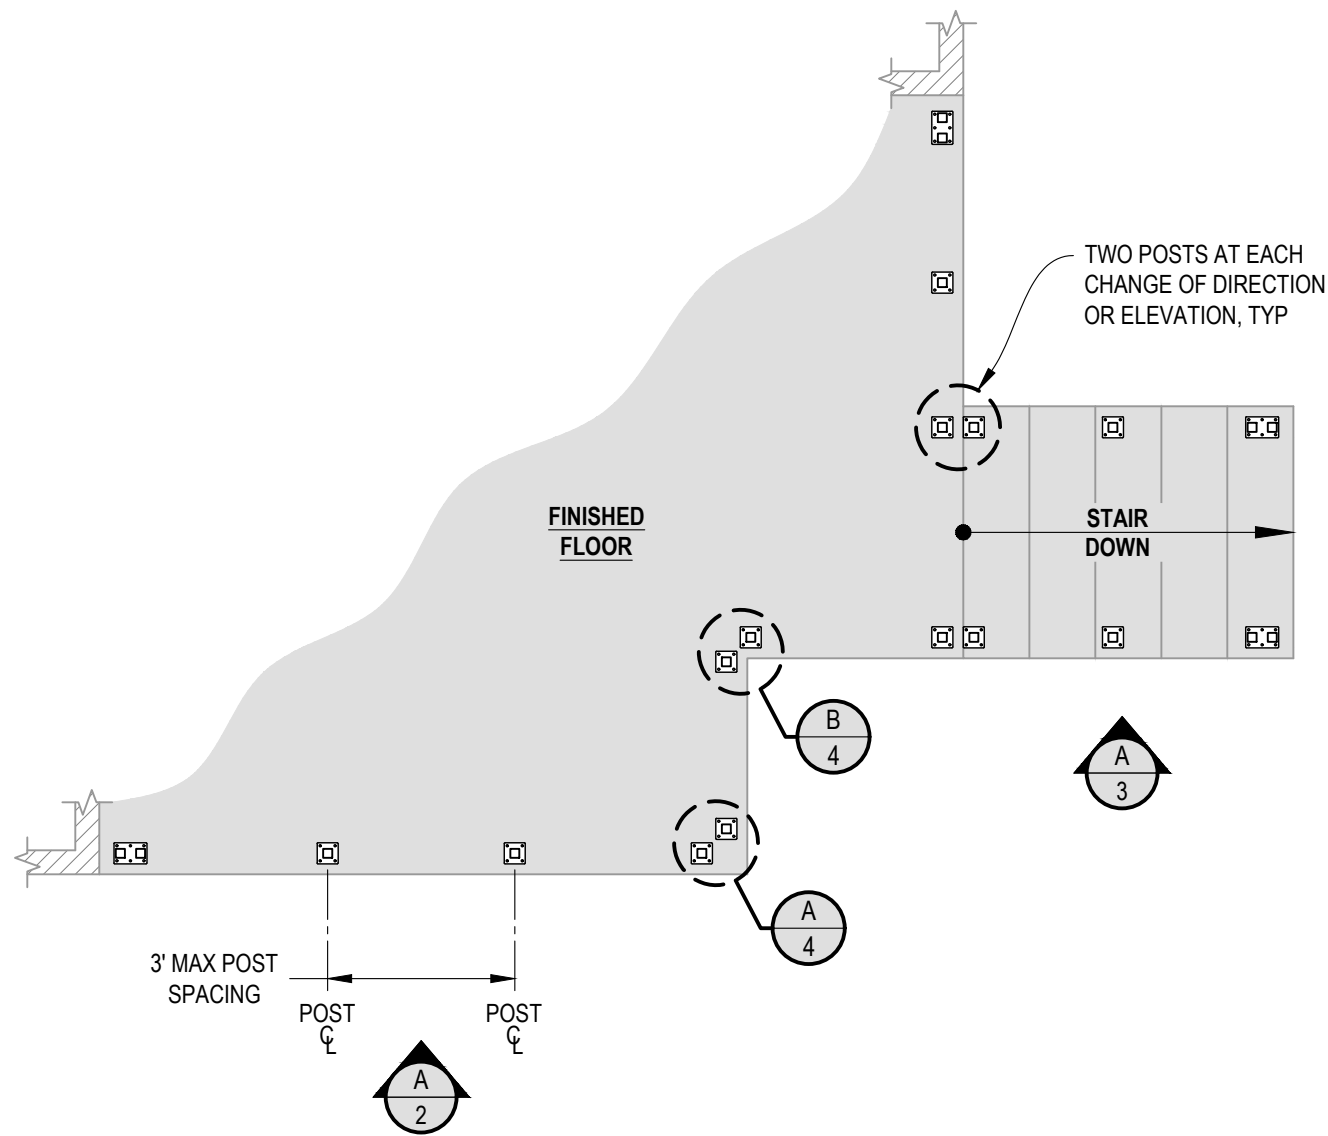 TWO POSTS AT EACH
CHANGE OF DIRECTION
OR ELEVATION, TYP
FINISHED
FLOOR
STAIR
DOWN
B
4
A
3
A
4
3' MAX POST
SPACING
POST
℄
POST
℄
A
2